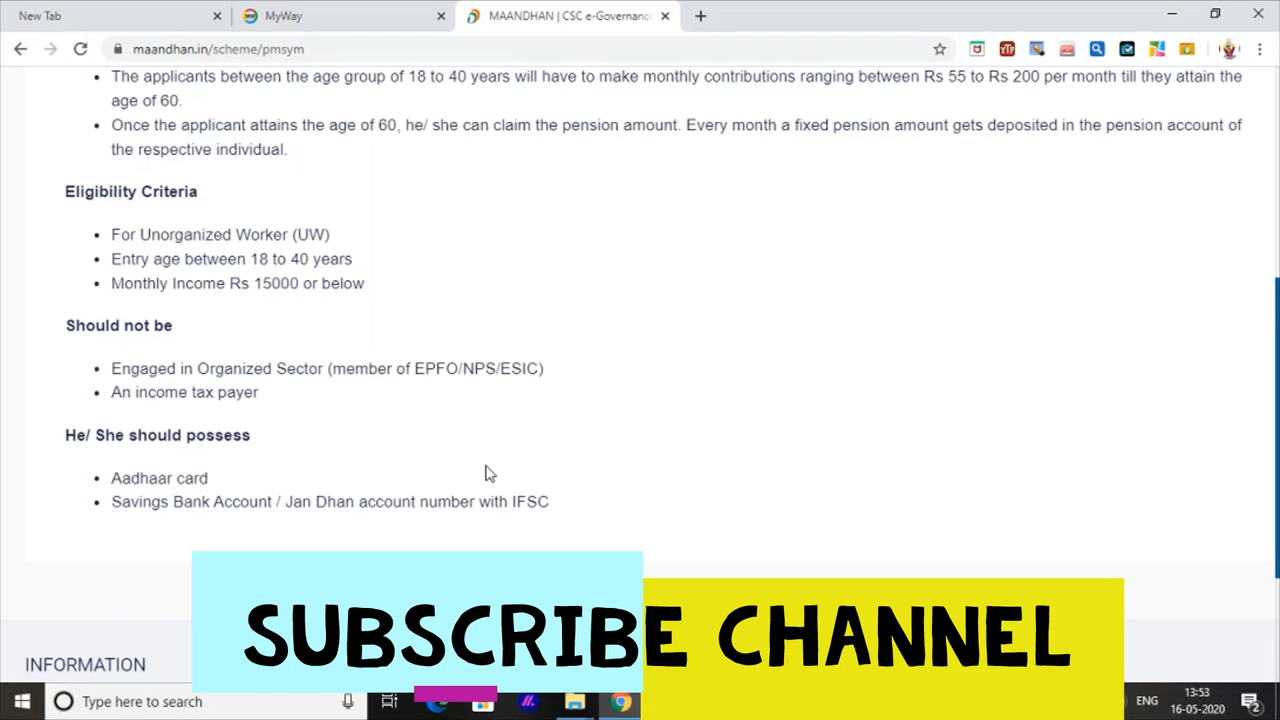 New Tab
MyWay
MAANDHAN | CSC e-Governance
maandhan.in/scheme/pmsym
• The applicants between the age group of 18 to 40 years will have to make monthly contributions ranging between Rs 55 to Rs 200 per month till they attain the
age of 60.
• Once the applicant attains the age of 60, he/ she can claim the pension amount. Every month a fixed pension amount gets deposited in the pension account of
the respective individual.
Eligibility Criteria
• For Unorganized Worker (UW)
• Entry age between 18 to 40 years
• Monthly Income Rs 15000 or below
Should not be
• Engaged in Organized Sector (member of EPFO/NPS/ESIC)
• An income tax payer
He/ She should possess
• Aadhaar card
• Savings Bank Account / Jan Dhan account number with IFSC
SUBSCRIBE CHANNEL
INFORMATION
Type here to search
ENG
13:53
16-05-2020
2